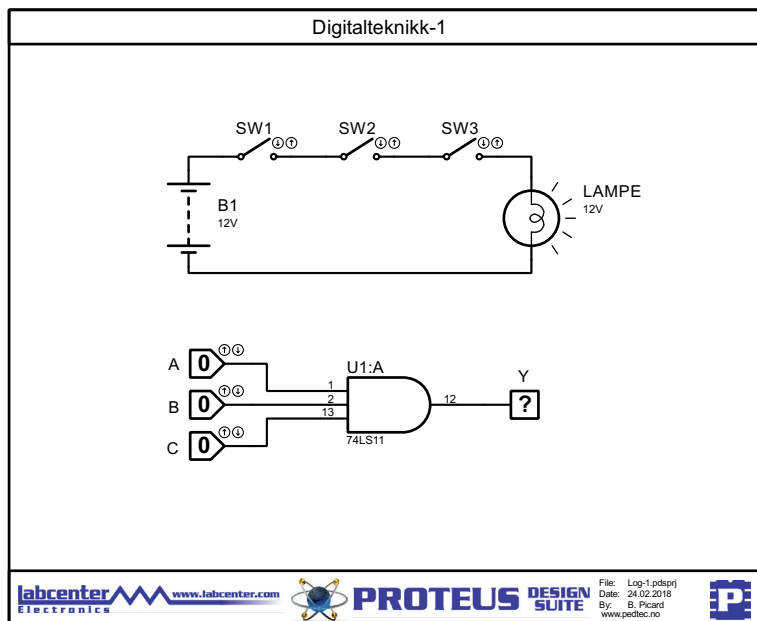 Digitalteknikk-1
SW1
SW2
SW3
B1
12V
LAMPE
12V
A
0
B
0
C
0
U1:A
1
2
13
12
74LS11
Y
?
labcenter
Electronics
www.labcenter.com
PROTEUS
DESIGN
SUITE
File: Log-1.pdsprj
Date: 24.02.2018
By: B. Picard
www.pedtec.no
P